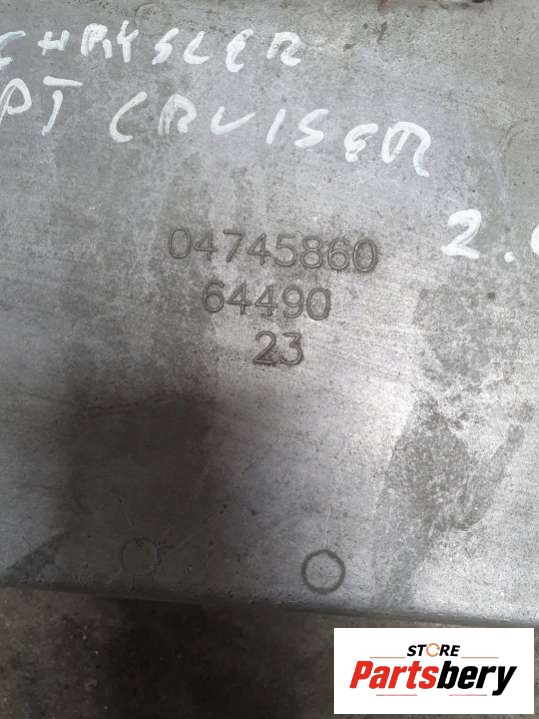 CHRYSLER
PT CRUISER
2.
04745860
64490
23
STORE
Partsbery